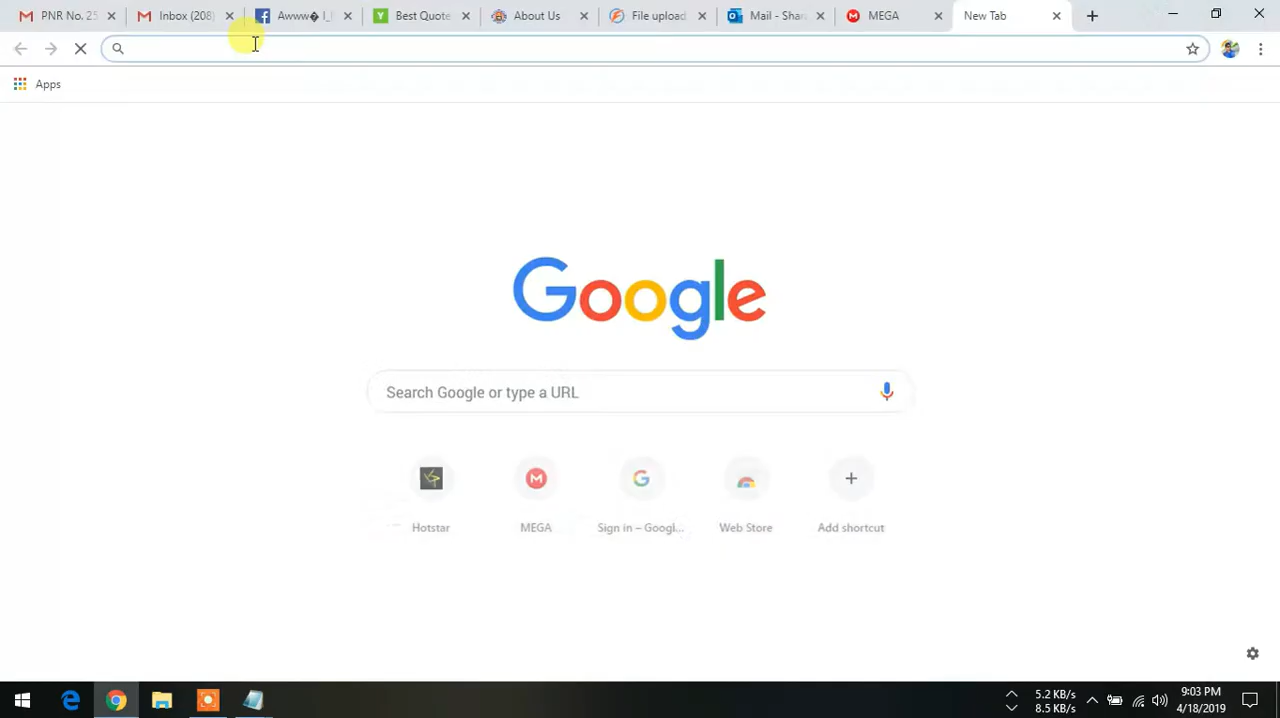 PNR No. 25
Inbox (208)
Awww� I_I
Best Quote
About Us
File upload
Mail - Shar
MEGA
New Tab
Apps
Google
Search Google or type a URL
Hotstar
MEGA
Sign in – Googl...
Web Store
Add shortcut
5.2 KB/s
8.5 KB/s
9:03 PM
4/18/2019